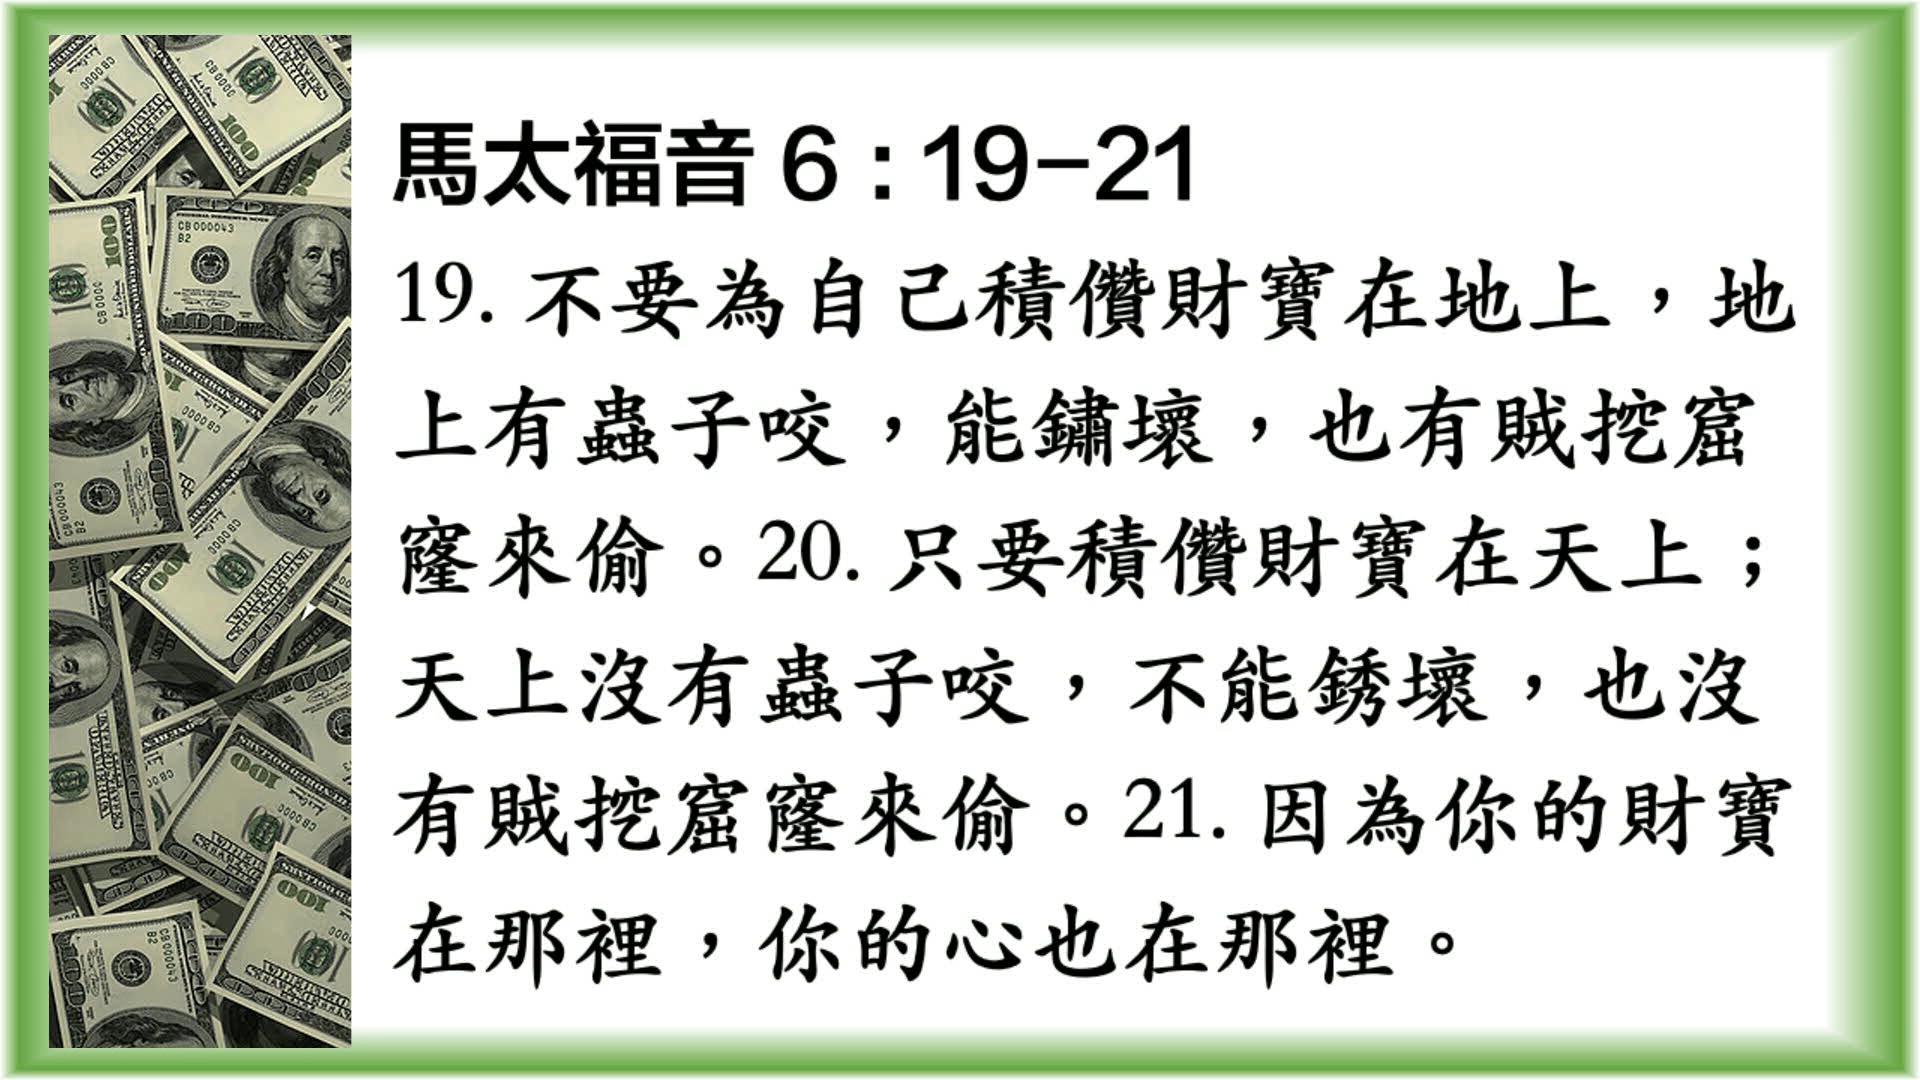 馬太福音 6 : 19-21
19. 不要為自己積儹財寶在地上，地
上有蟲子咬，能鏽壞，也有賊挖窟
窿來偷。20. 只要積儹財寶在天上；
天上沒有蟲子咬，不能銹壞，也沒
有賊挖窟窿來偷。21. 因為你的財寶
在那裡，你的心也在那裡。
CB 000043
B2
100